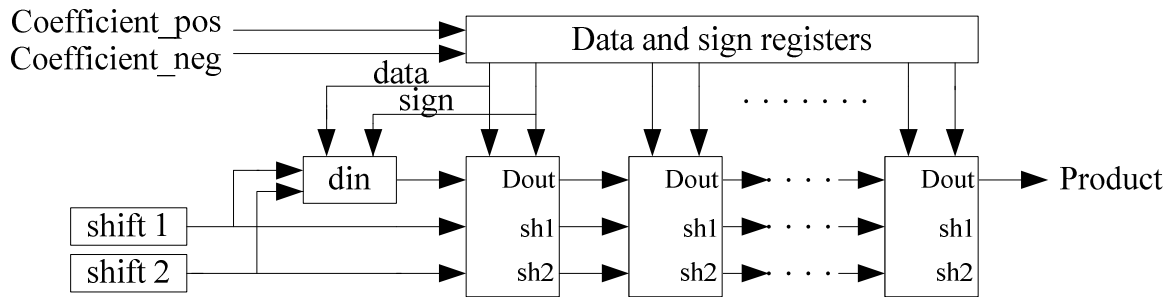 Coefficient_pos
Coefficient_neg
Data and sign registers
data
sign
. . . . . . .
din
Dout
Dout
. . . .
Dout
Product
shift 1
sh1
sh1
. . . .
sh1
shift 2
sh2
sh2
. . . .
sh2